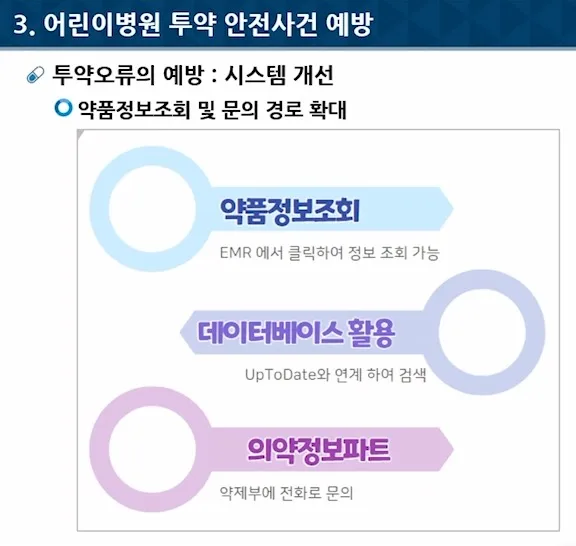 3. 어린이병원 투약 안전사건 예방
투약오류의 예방 : 시스템 개선
약품정보조회 및 문의 경로 확대
약품정보조회
EMR 에서 클릭하여 정보 조회 가능
데이터베이스 활용
UpToDate와 연계 하여 검색
의약정보파트
약제부에 전화로 문의